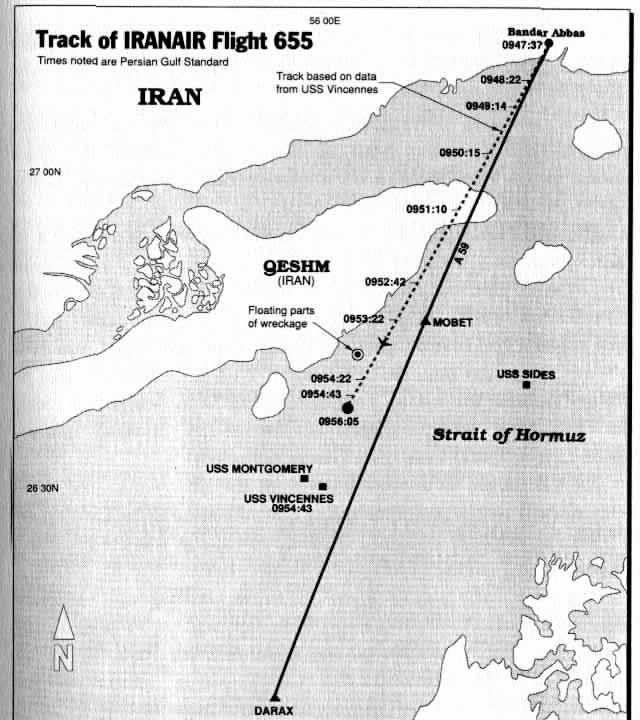 56 00E
Track of IRANAIR Flight 655
Times noted are Persian Gulf Standard
Bandar Abbas
0947:37
IRAN
Track based on data
from USS Vincennes
0948:22
0949:14
0950:15
27 00N
0951:10
A 59
QESHM
(IRAN)
0952:42
Floating parts
of wreckage
0953:22
MOBET
0954:22
USS SIDES
0954:43
0956:05
Strait of Hormuz
USS MONTGOMERY
26 30N
USS VINCENNES
0954:43
N
DARAX